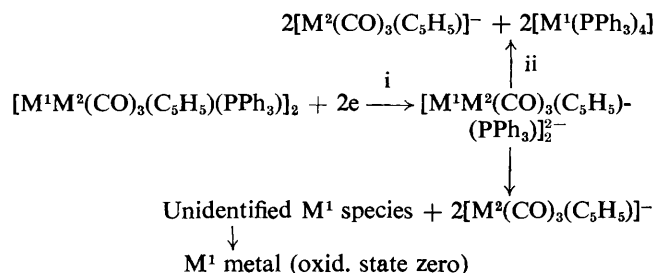 2[M²(CO)₃(C₅H₅)]⁻ + 2[M¹(PPh₃)₄]
ii
i
[M¹M²(CO)₃(C₅H₅)(PPh₃)]₂ + 2e ⟶ [M¹M²(CO)₃(C₅H₅)-
(PPh₃)]₂²⁻
Unidentified M¹ species + 2[M²(CO)₃(C₅H₅)]⁻
M¹ metal (oxid. state zero)